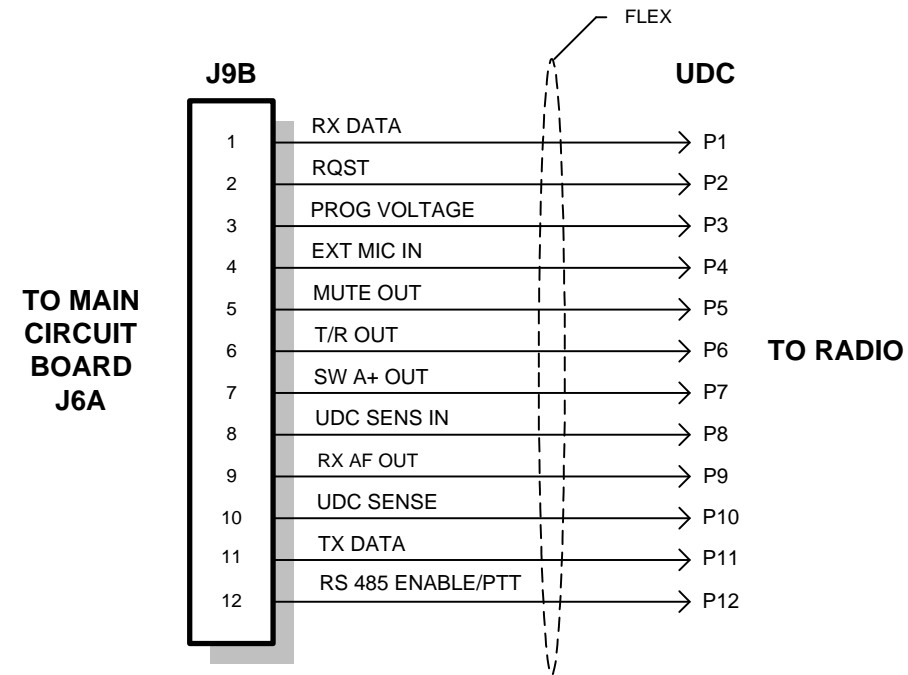 FLEX
J9B
UDC
1 RX DATA P1
2 RQST P2
3 PROG VOLTAGE P3
4 EXT MIC IN P4
5 MUTE OUT P5
6 T/R OUT P6
7 SW A+ OUT P7
8 UDC SENS IN P8
9 RX AF OUT P9
10 UDC SENSE P10
11 TX DATA P11
12 RS 485 ENABLE/PTT P12
TO MAIN
CIRCUIT
BOARD
J6A
TO RADIO